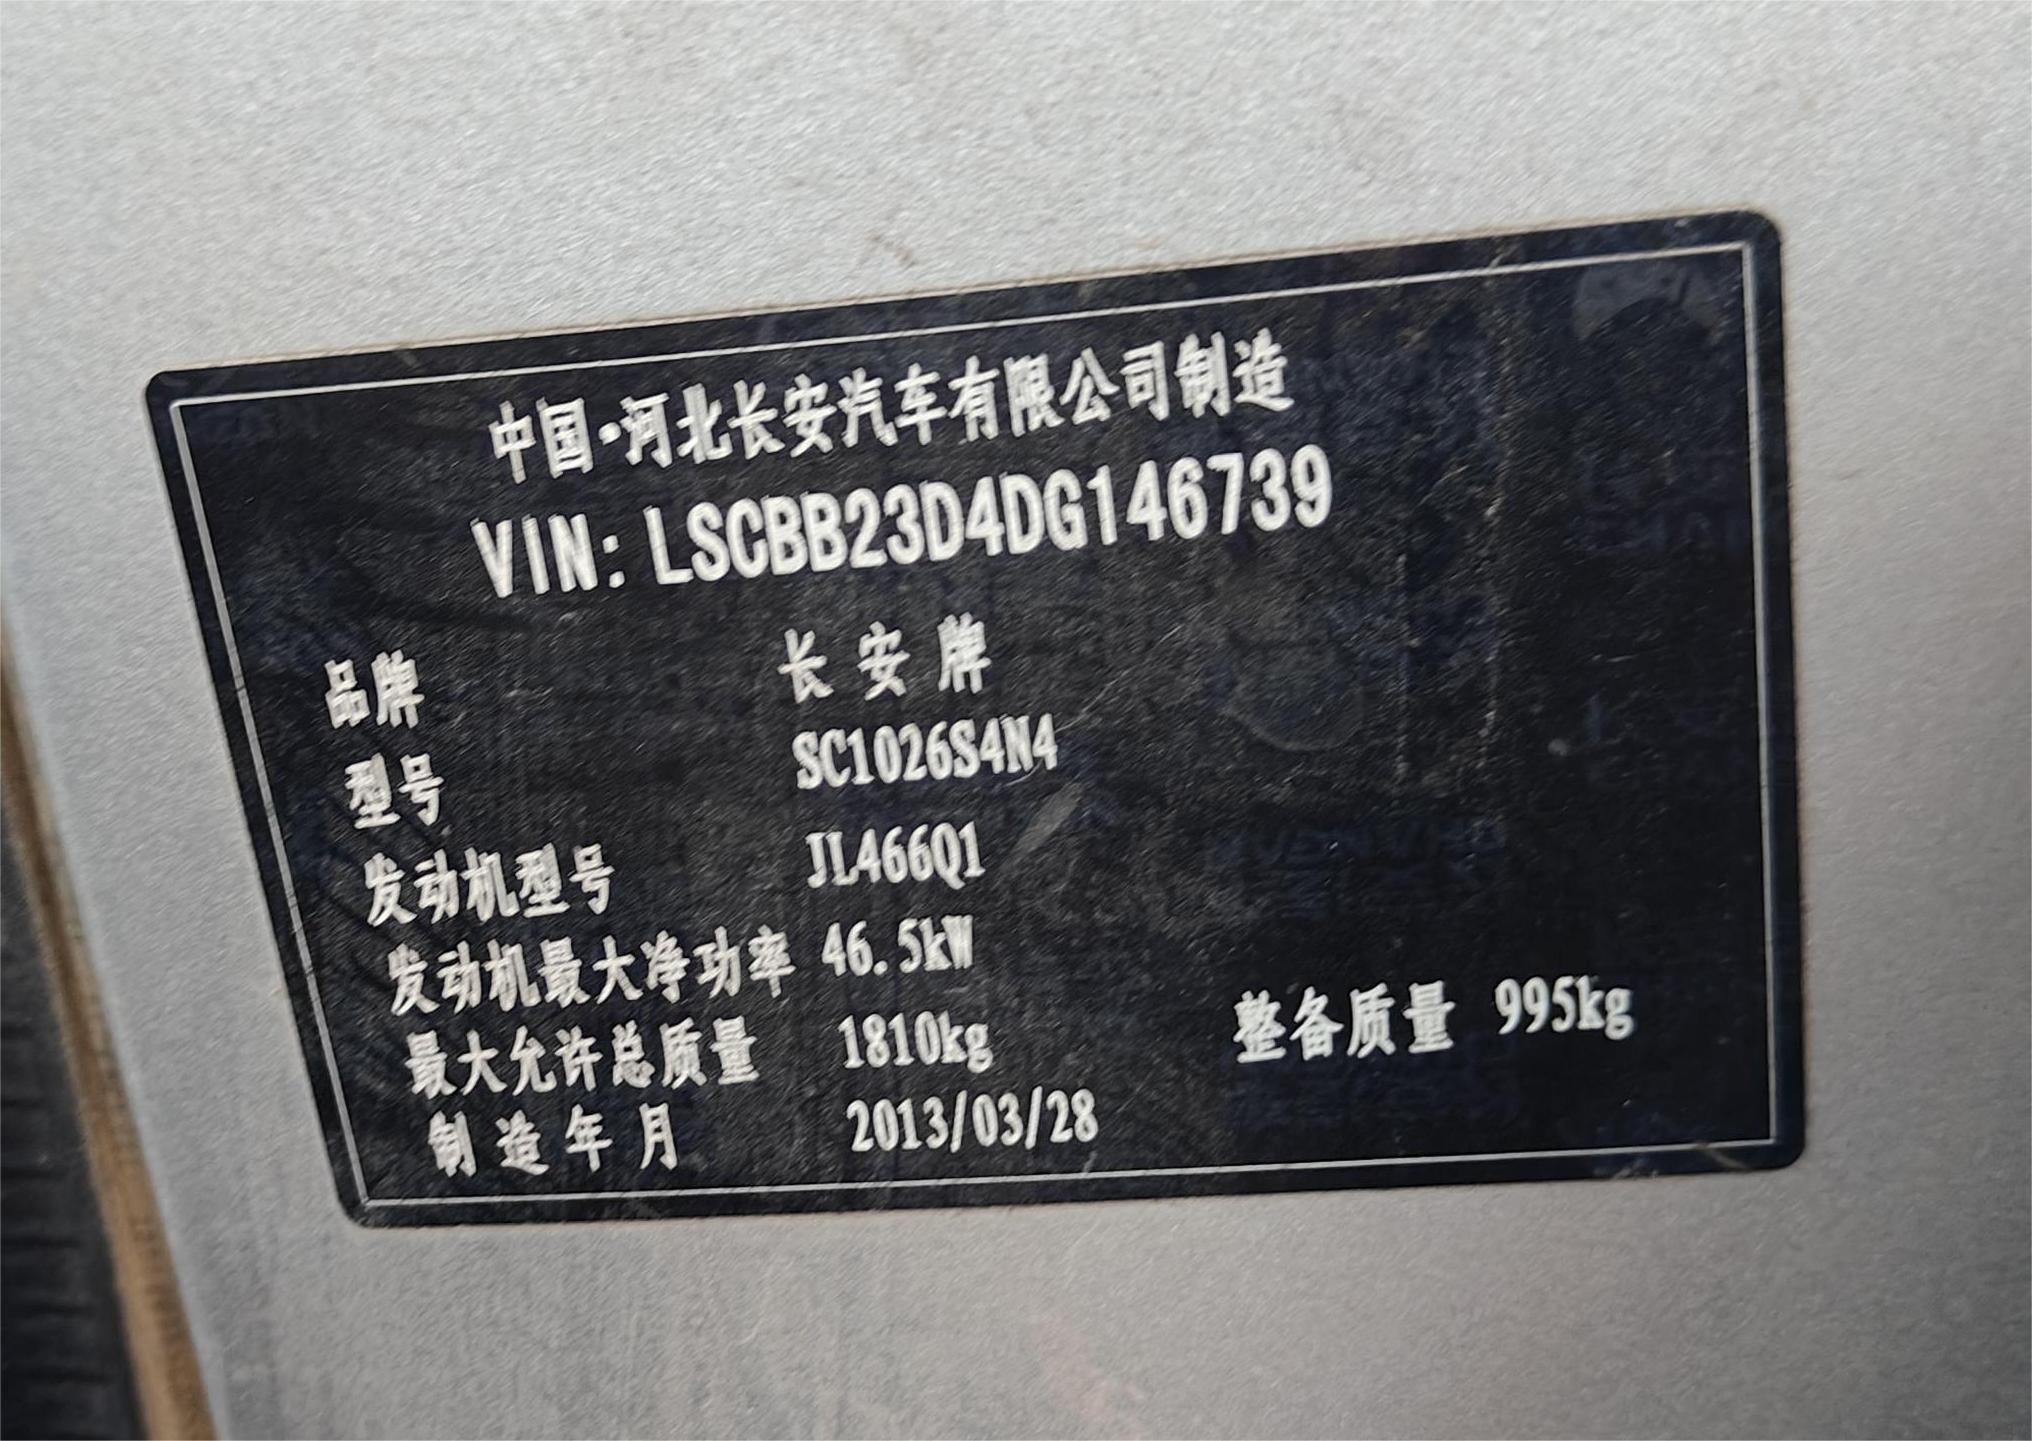 中国·河北长安汽车有限公司制造
VIN: LSCBB23D4DG146739
品牌 长安牌
型号 SC1026S4N4
发动机型号 JL466Q1
发动机最大净功率 46.5kW
最大允许总质量 1810kg 整备质量 995kg
制造年月 2013/03/28